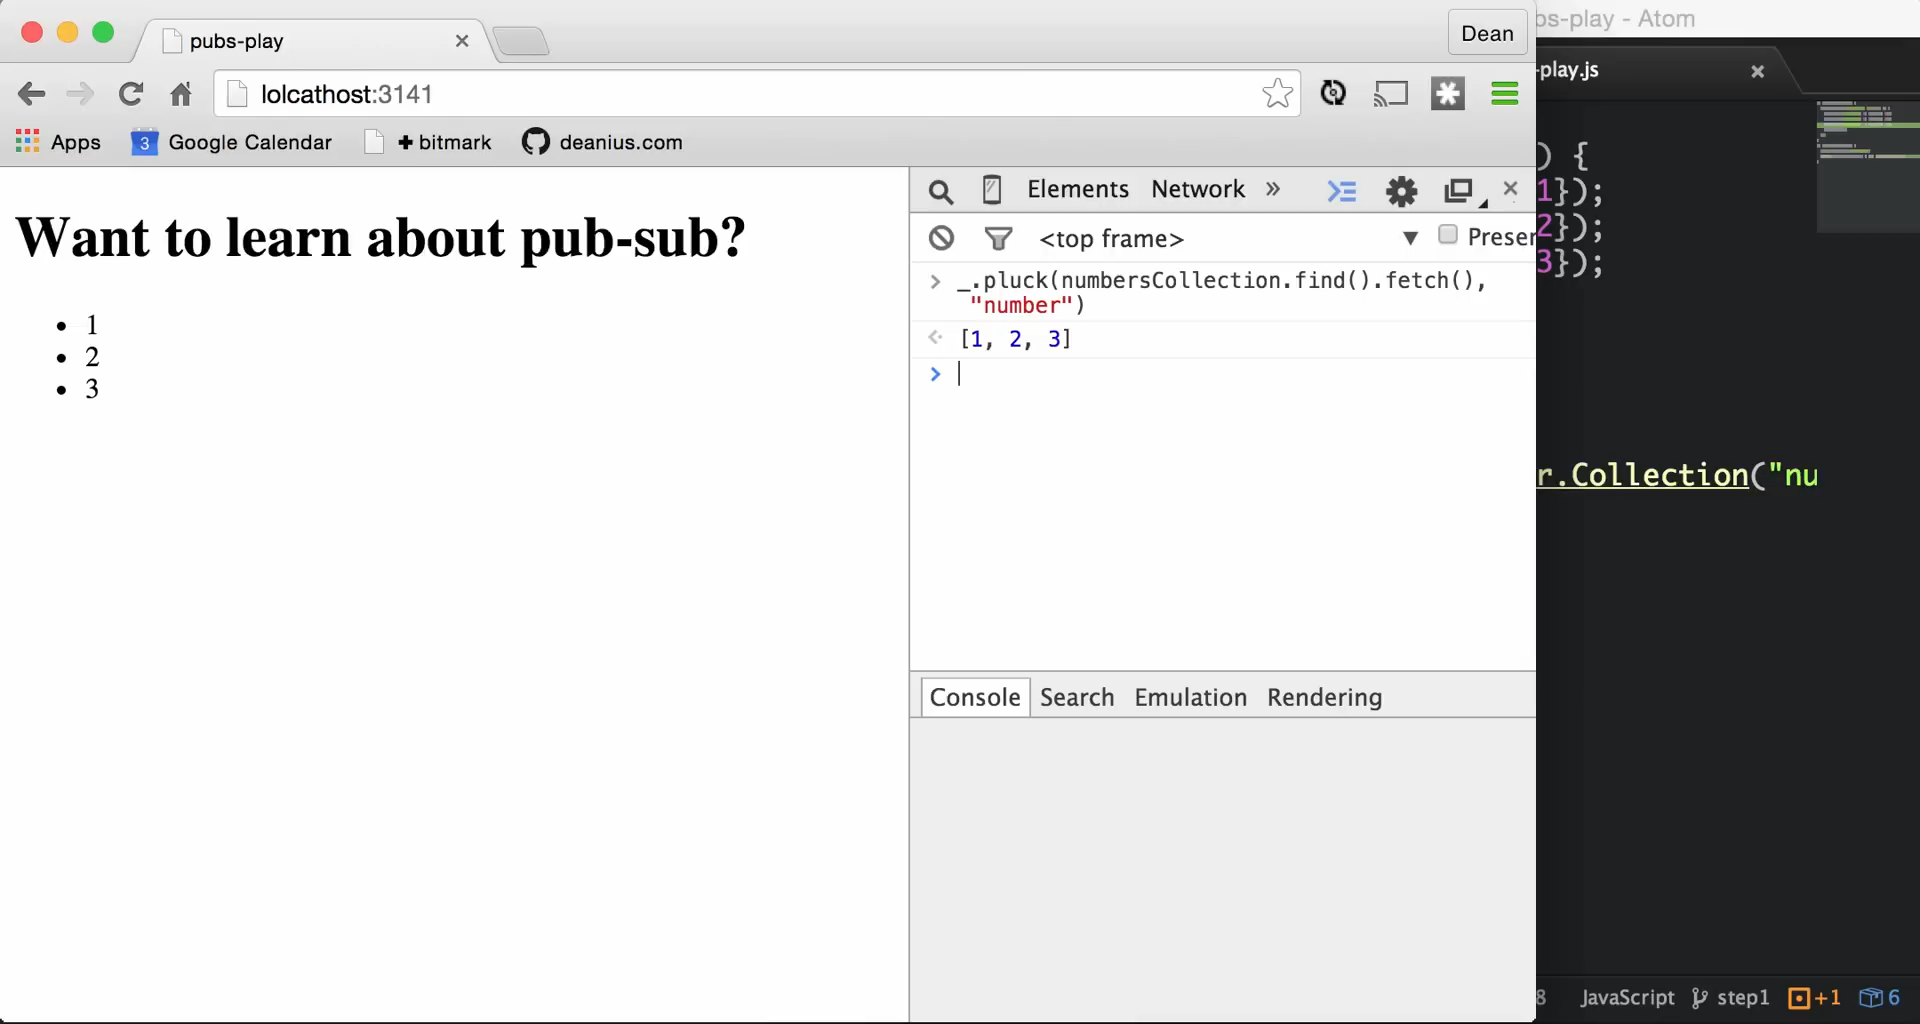 pubs-play
Dean
bs-play - Atom
lolcathost:3141
-play.js
Apps
3 Google Calendar
+ bitmark
deanius.com
Want to learn about pub-sub?
• 1
• 2
• 3
Elements Network »
<top frame> ▼ Preser
> _.pluck(numbersCollection.find().fetch(),
"number")
[1, 2, 3]
>
Console Search Emulation Rendering
) {
1});
2});
3});
r.Collection("nu
8 JavaScript step1 +1 6